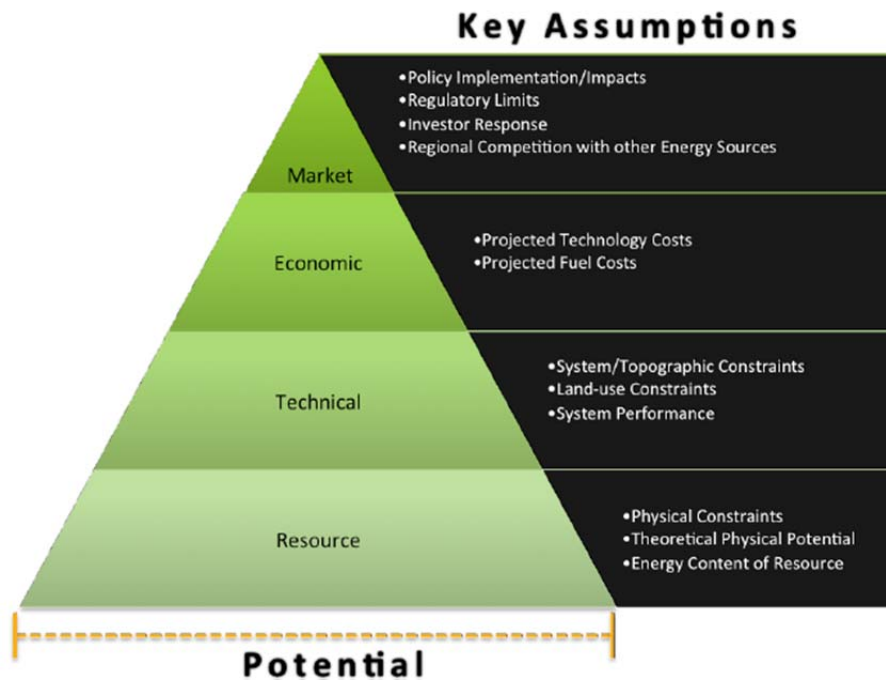 Key Assumptions
•Policy Implementation/Impacts
•Regulatory Limits
•Investor Response
•Regional Competition with other Energy Sources
Market
•Projected Technology Costs
•Projected Fuel Costs
Economic
•System/Topographic Constraints
•Land-use Constraints
•System Performance
Technical
•Physical Constraints
•Theoretical Physical Potential
•Energy Content of Resource
Resource
Potential